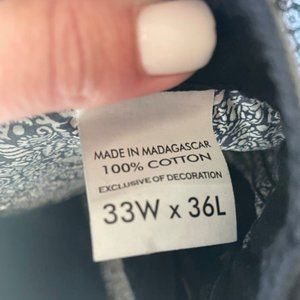 MADE IN MADAGASCAR
100% COTTON
EXCLUSIVE OF DECORATION
33W x 36L